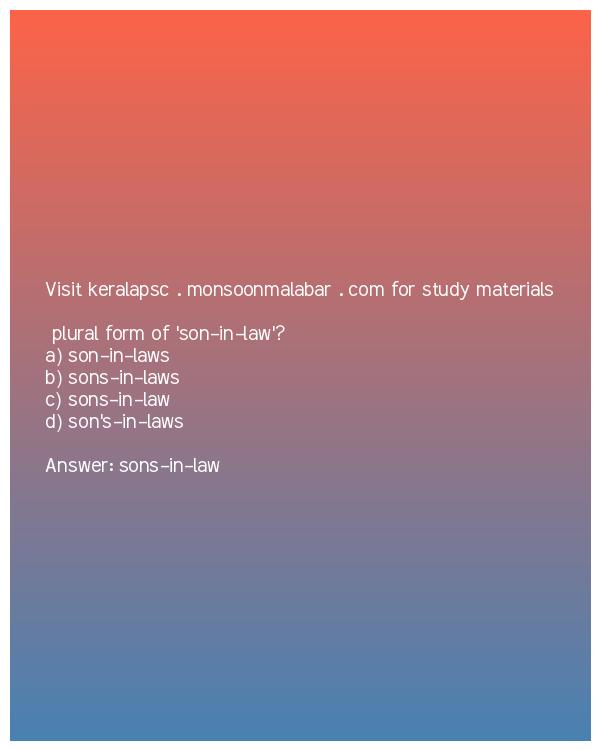 Visit keralapsc . monsoonmalabar . com for study materials
plural form of 'son-in-law'?
a) son-in-laws
b) sons-in-laws
c) sons-in-law
d) son's-in-laws
Answer: sons-in-law